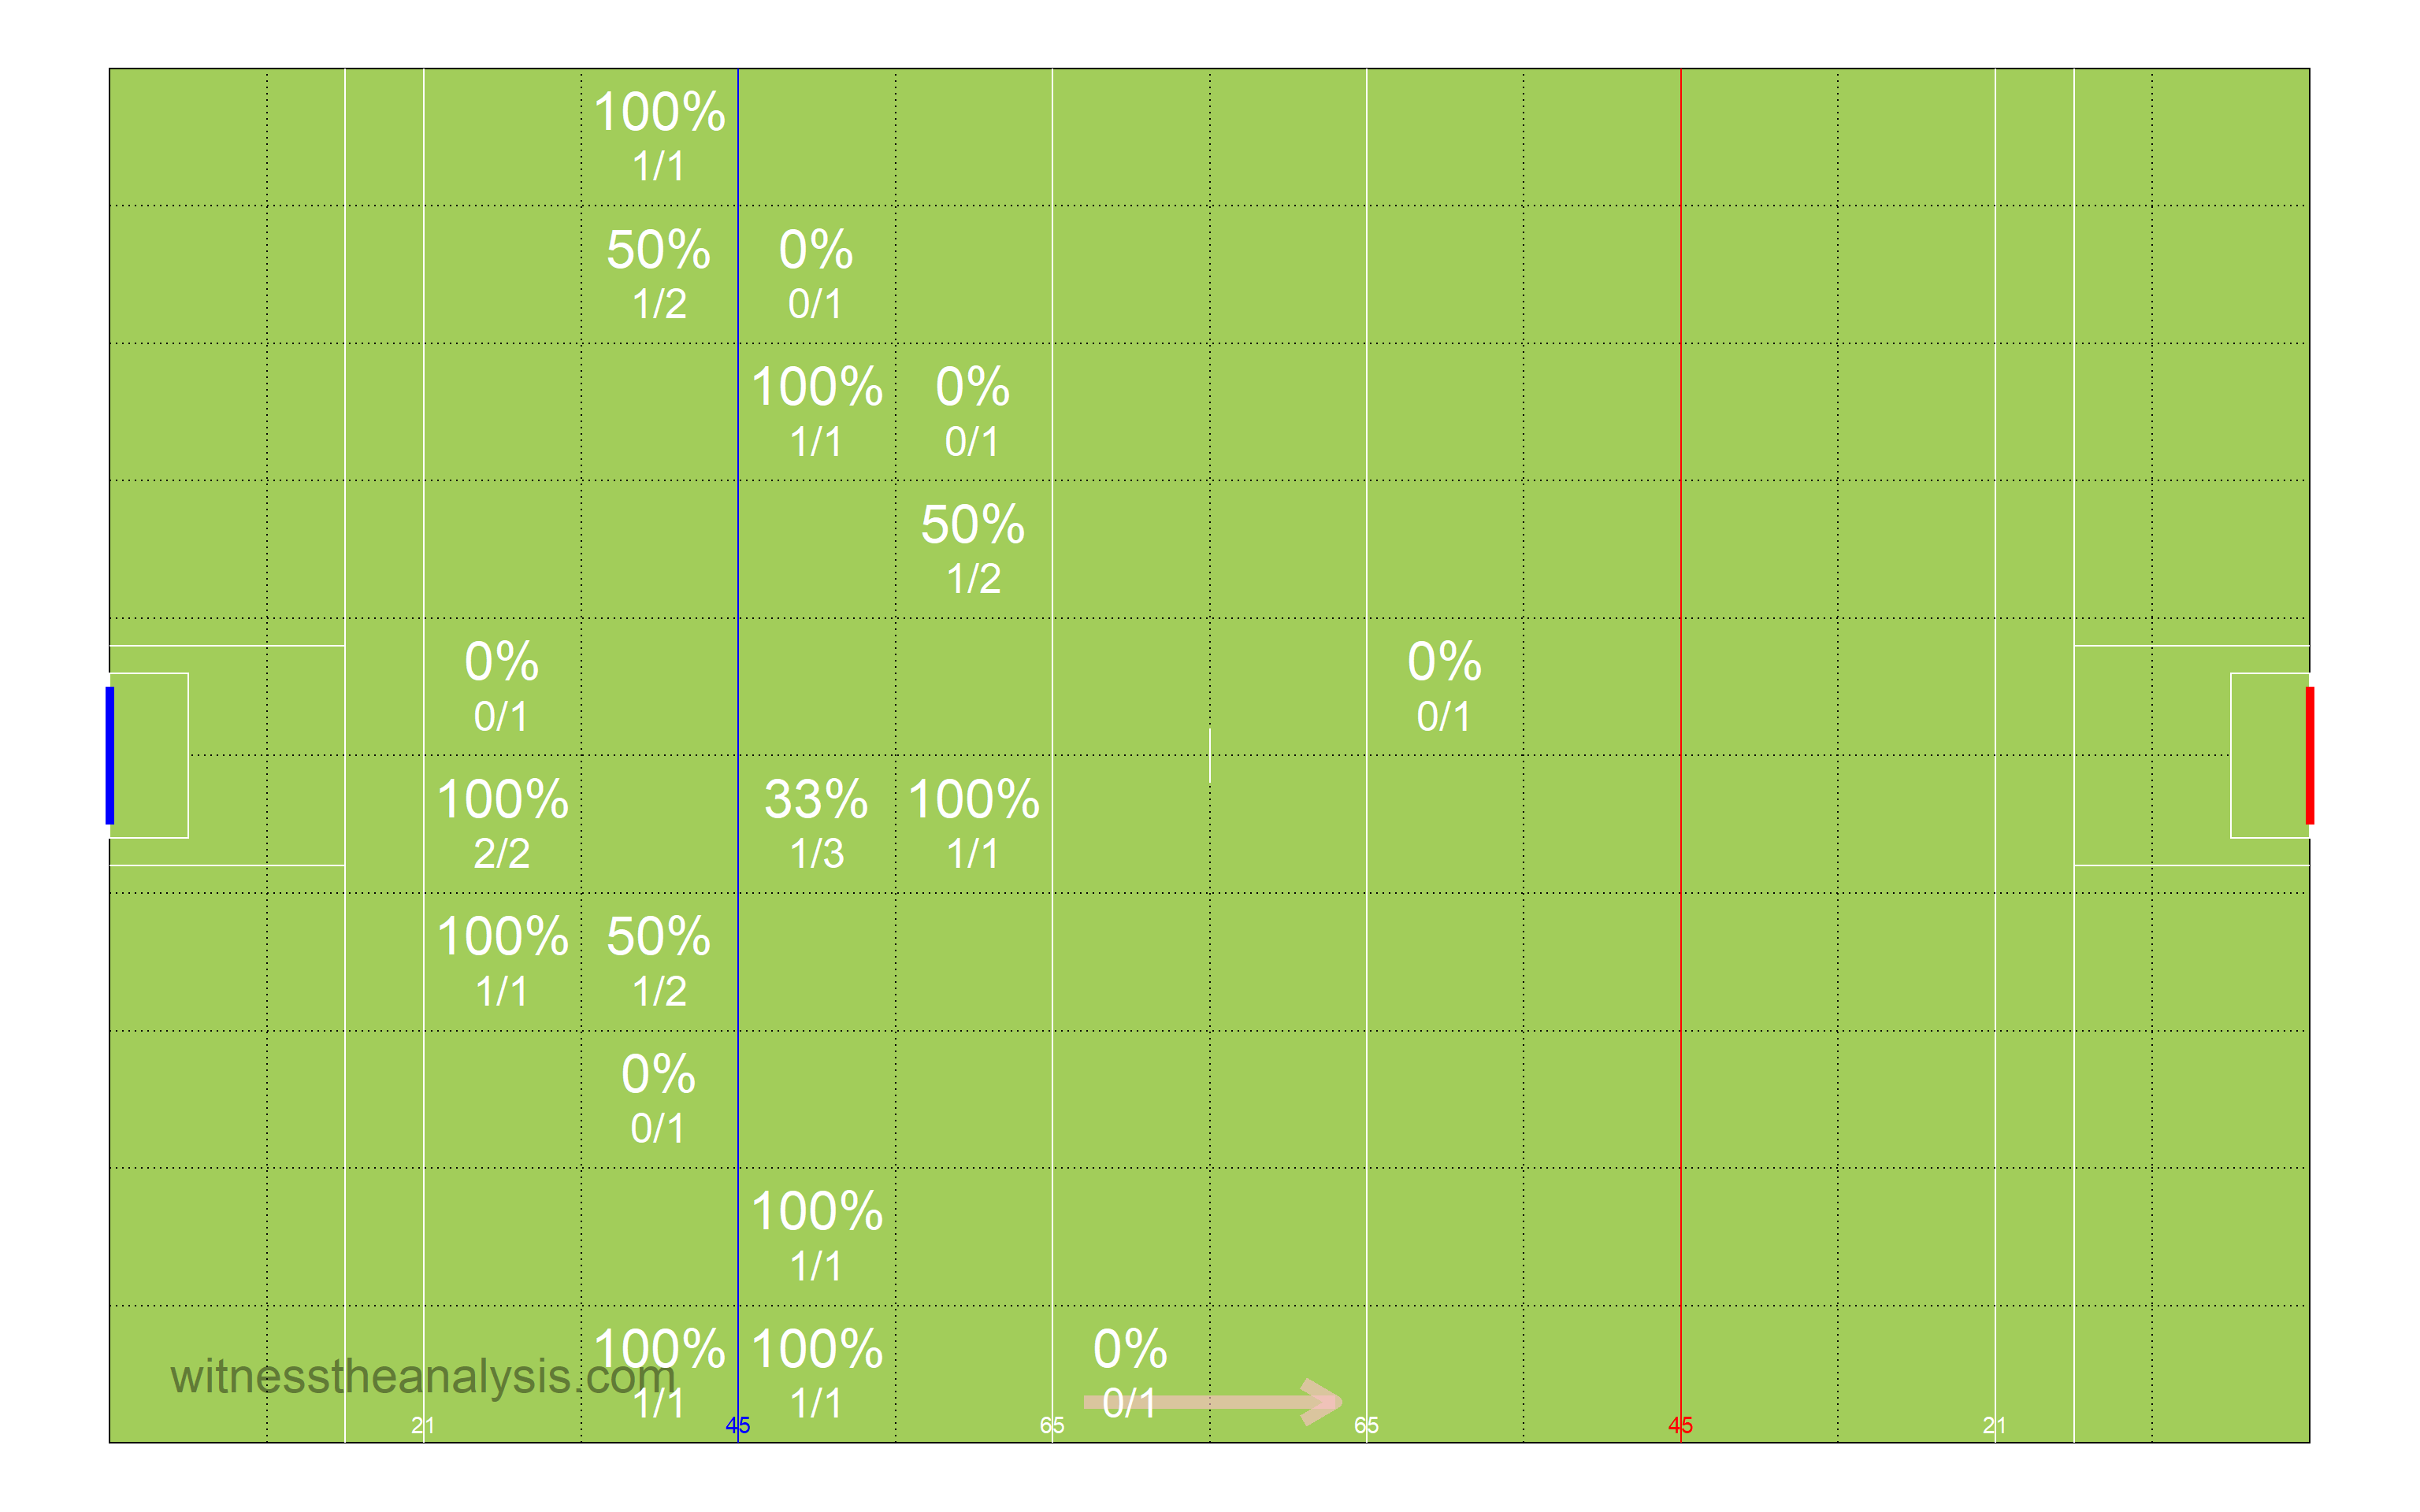 100%
1/1
50% 0%
1/2 0/1
100% 0%
1/1 0/1
50%
1/2
0% 0%
0/1 0/1
100% 33% 100%
2/2 1/3 1/1
100% 50%
1/1 1/2
0%
0/1
100%
1/1
100% 100% 0%
witnesstheanalysis.com
1/1 1/1 0/1
21 45 65 65 45 21